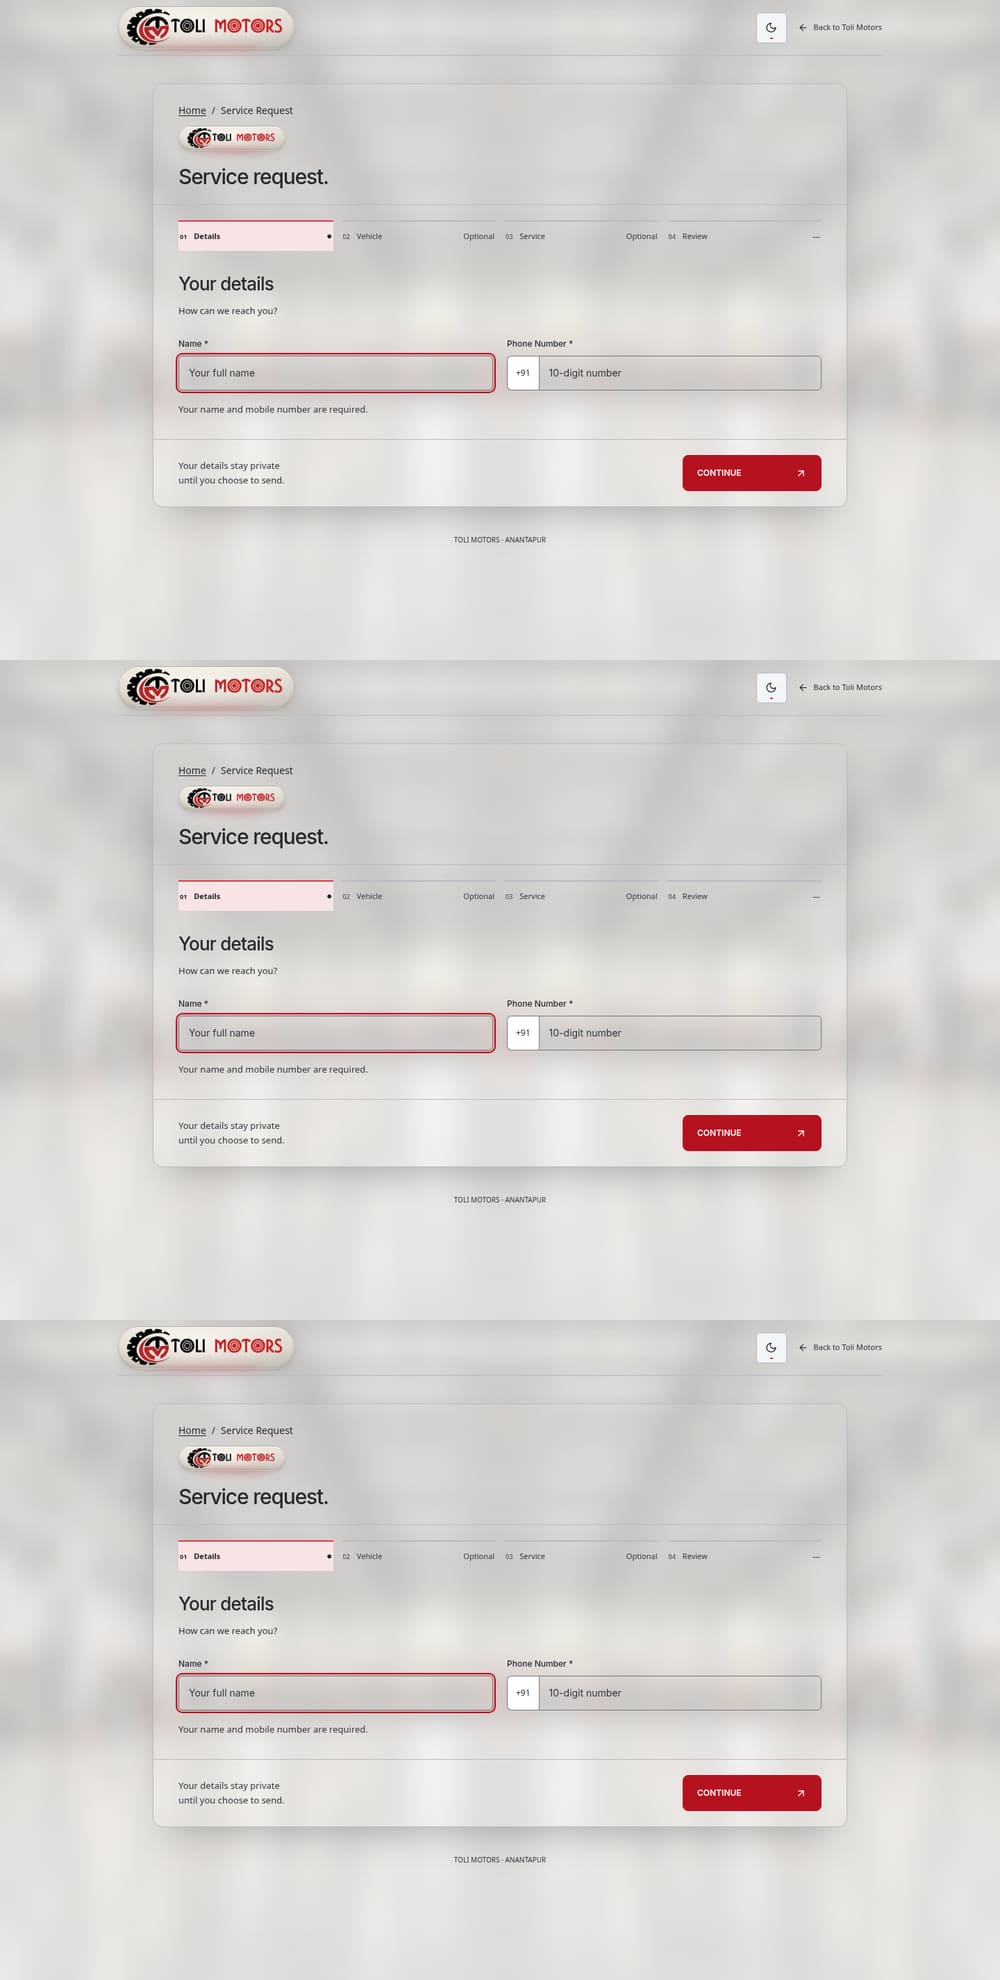 TOLI MOTORS
Back to Toli Motors
Home / Service Request
TOLI MOTORS
Service request.
01 Details
02 Vehicle Optional
03 Service Optional
04 Review —
Your details
How can we reach you?
Name *
Phone Number *
Your full name
+91 10-digit number
Your name and mobile number are required.
Your details stay private
until you choose to send.
CONTINUE
TOLI MOTORS · ANANTAPUR
TOLI MOTORS
Back to Toli Motors
Home / Service Request
TOLI MOTORS
Service request.
01 Details
02 Vehicle Optional
03 Service Optional
04 Review —
Your details
How can we reach you?
Name *
Phone Number *
Your full name
+91 10-digit number
Your name and mobile number are required.
Your details stay private
until you choose to send.
CONTINUE
TOLI MOTORS · ANANTAPUR
TOLI MOTORS
Back to Toli Motors
Home / Service Request
TOLI MOTORS
Service request.
01 Details
02 Vehicle Optional
03 Service Optional
04 Review —
Your details
How can we reach you?
Name *
Phone Number *
Your full name
+91 10-digit number
Your name and mobile number are required.
Your details stay private
until you choose to send.
CONTINUE
TOLI MOTORS · ANANTAPUR